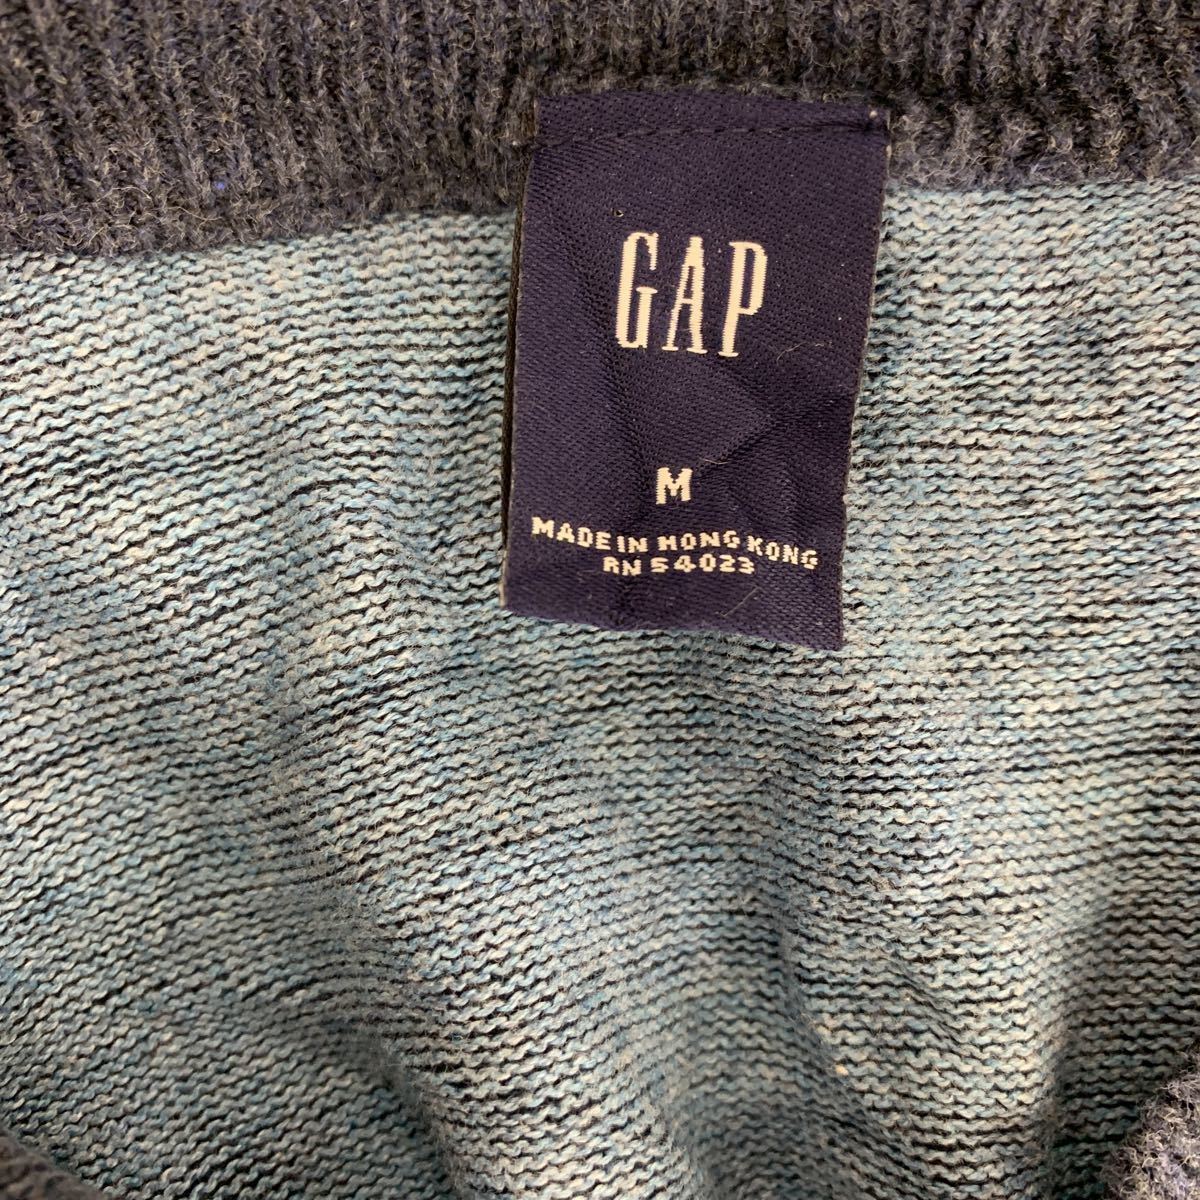 GAP
M
MADE IN HONG KONG
RN 54023